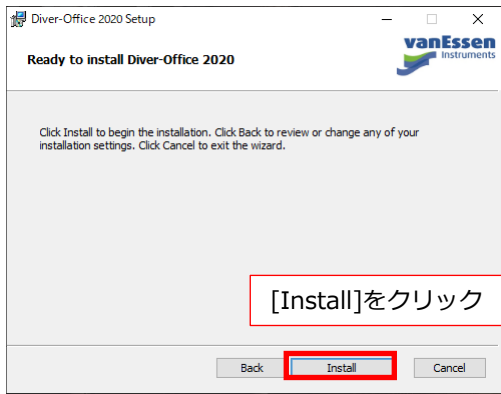 Diver-Office 2020 Setup
vanEssen
Instruments
Ready to install Diver-Office 2020
Click Install to begin the installation. Click Back to review or change any of your
installation settings. Click Cancel to exit the wizard.
[Install]をクリック
Back
Install
Cancel